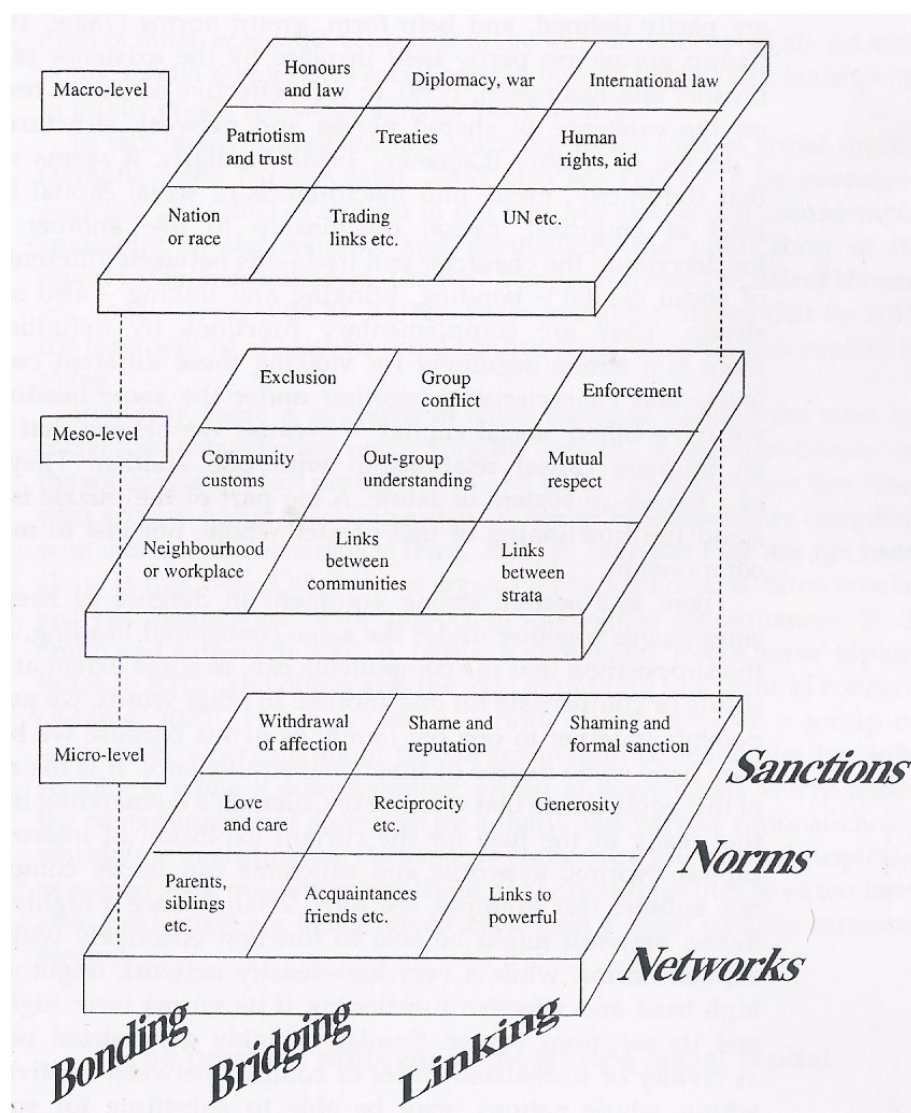 Macro-level
Honours
and law
Diplomacy, war
International law
Patriotism
and trust
Treaties
Human
rights, aid
Nation
or race
Trading
links etc.
UN etc.
Meso-level
Exclusion
Group
conflict
Enforcement
Community
customs
Out-group
understanding
Mutual
respect
Neighbourhood
or workplace
Links
between
communities
Links
between
strata
Micro-level
Withdrawal
of affection
Shame and
reputation
Shaming and
formal sanction
Sanctions
Love
and care
Reciprocity
etc.
Generosity
Norms
Parents,
siblings
etc.
Acquaintances
friends etc.
Links to
powerful
Networks
Bonding
Bridging
Linking